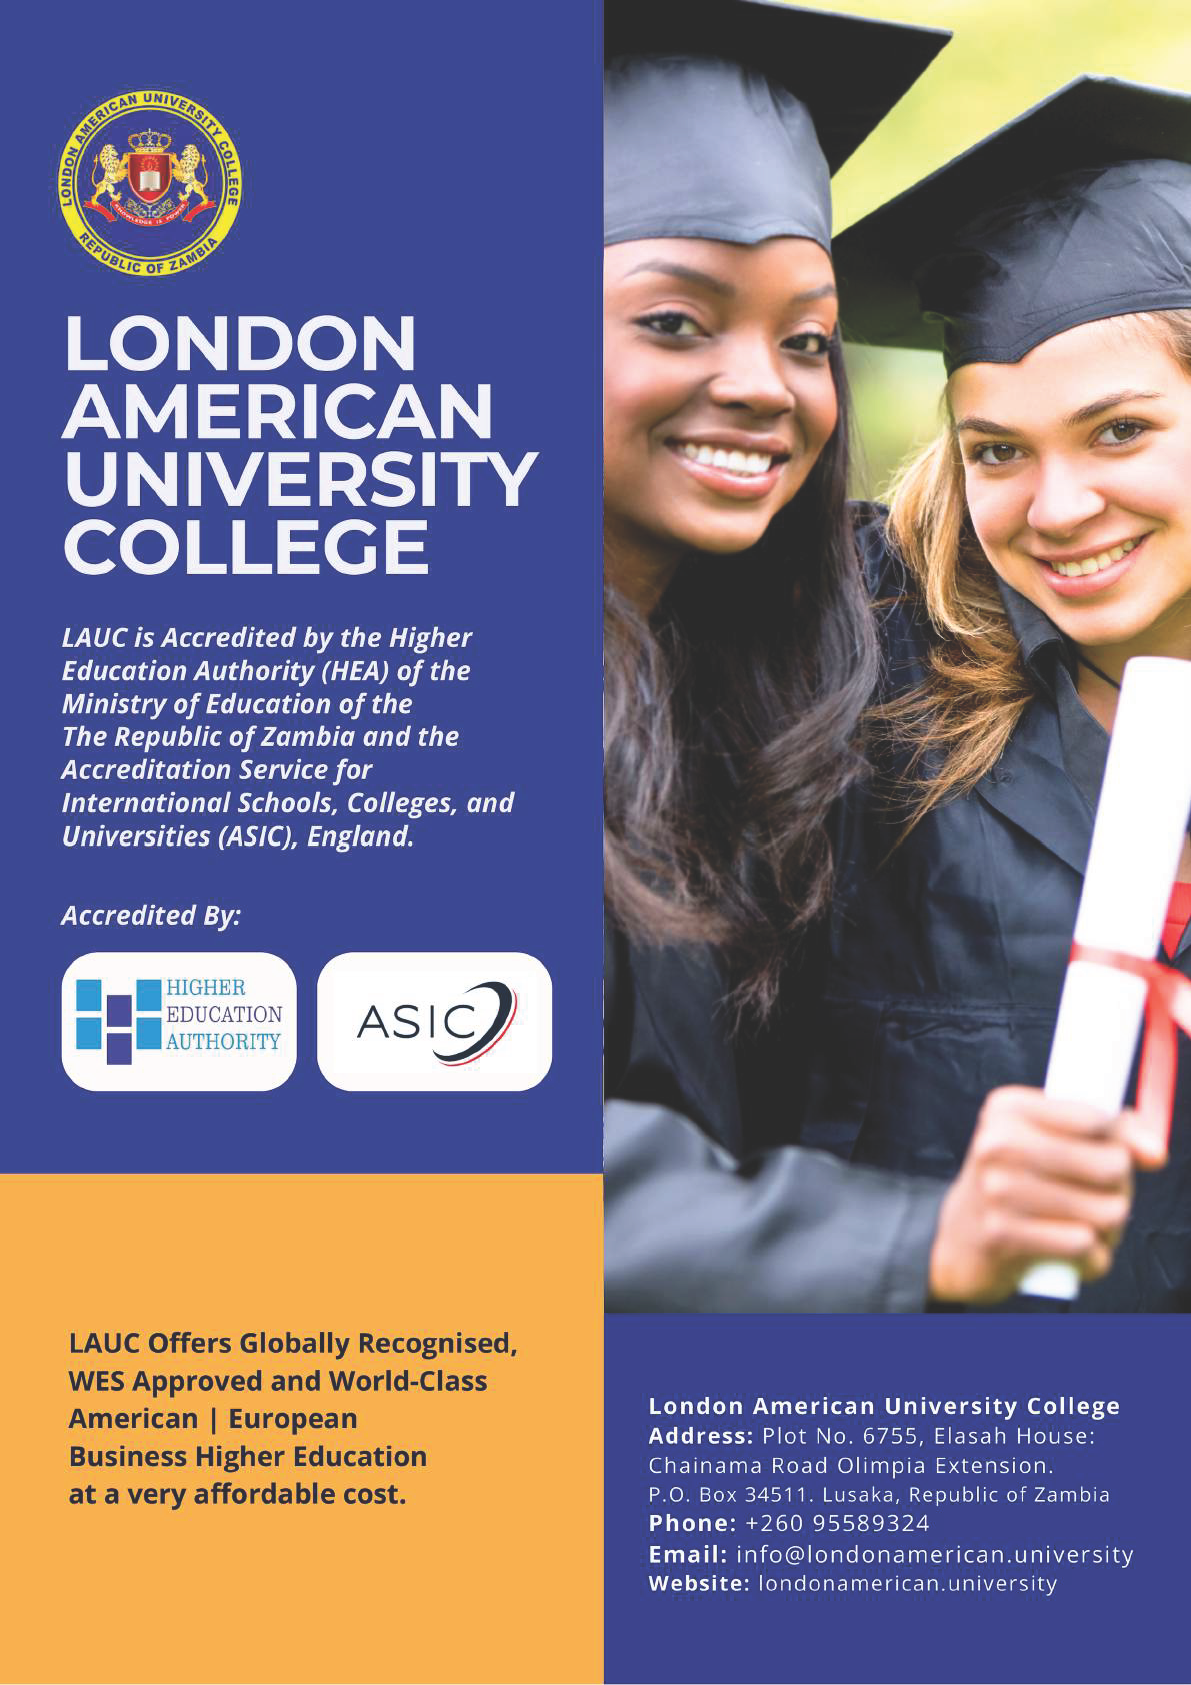 LONDON AMERICAN UNIVERSITY COLLEGE
KNOWLEDGE IS POWER
REPUBLIC OF ZAMBIA
LONDON
AMERICAN
UNIVERSITY
COLLEGE
LAUC is Accredited by the Higher
Education Authority (HEA) of the
Ministry of Education of the
The Republic of Zambia and the
Accreditation Service for
International Schools, Colleges, and
Universities (ASIC), England.
Accredited By:
HIGHER
EDUCATION
AUTHORITY
ASIC
LAUC Offers Globally Recognised,
WES Approved and World-Class
American | European
Business Higher Education
at a very affordable cost.
London American University College
Address: Plot No. 6755, Elasah House:
Chainama Road Olimpia Extension.
P.O. Box 34511. Lusaka, Republic of Zambia
Phone: +260 95589324
Email: info@londonamerican.university
Website: londonamerican.university